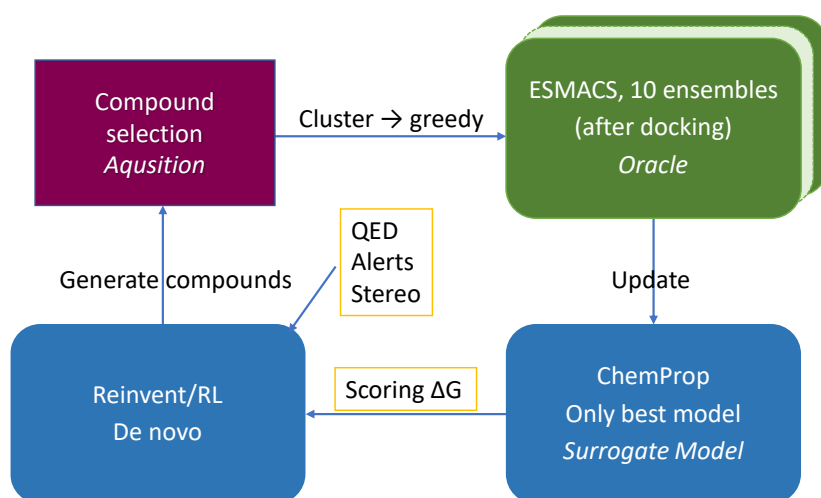 Compound
selection
Aqusition
Cluster → greedy
ESMACS, 10 ensembles
(after docking)
Oracle
QED
Alerts
Stereo
Generate compounds
Update
Reinvent/RL
De novo
Scoring ΔG
ChemProp
Only best model
Surrogate Model